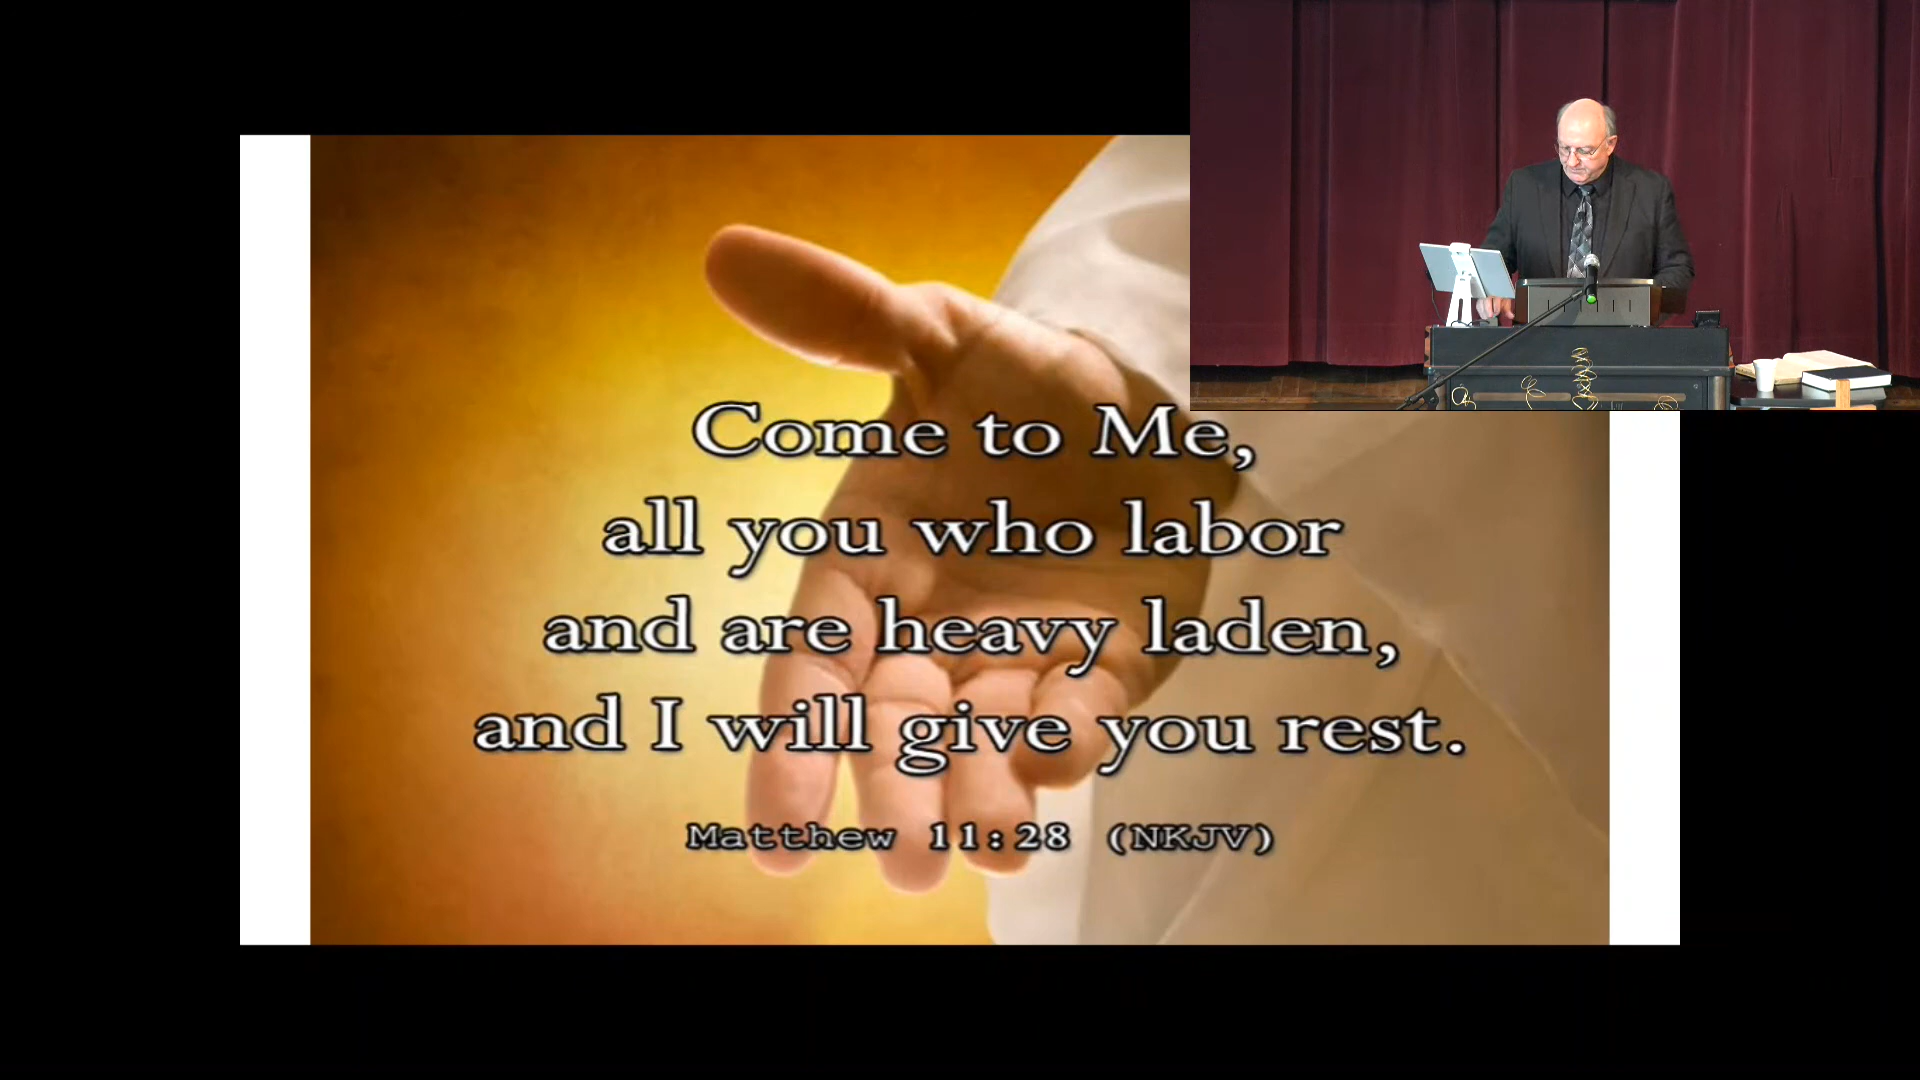 Come to Me,
all you who labor
and are heavy laden,
and I will give you rest.
Matthew 11:28 (NKJV)